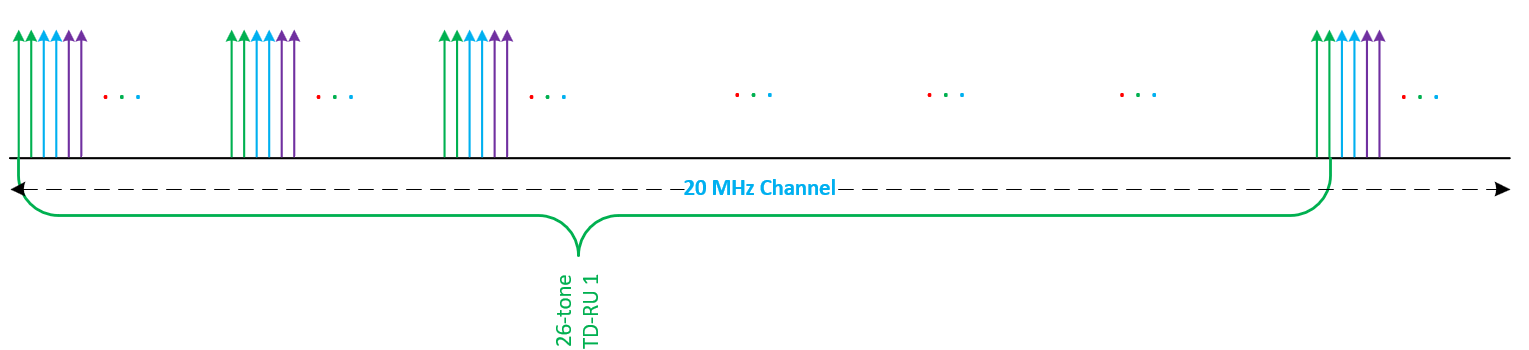 20 MHz Channel
26-tone
TD-RU 1